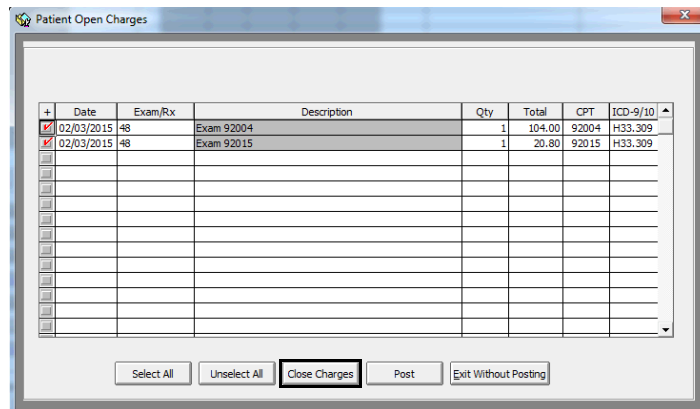 Patient Open Charges
+ Date Exam/Rx Description Qty Total CPT ICD-9/10
02/03/2015 48 Exam 92004 1 104.00 92004 H33.309
02/03/2015 48 Exam 92015 1 20.80 92015 H33.309
Select All Unselect All Close Charges Post Exit Without Posting